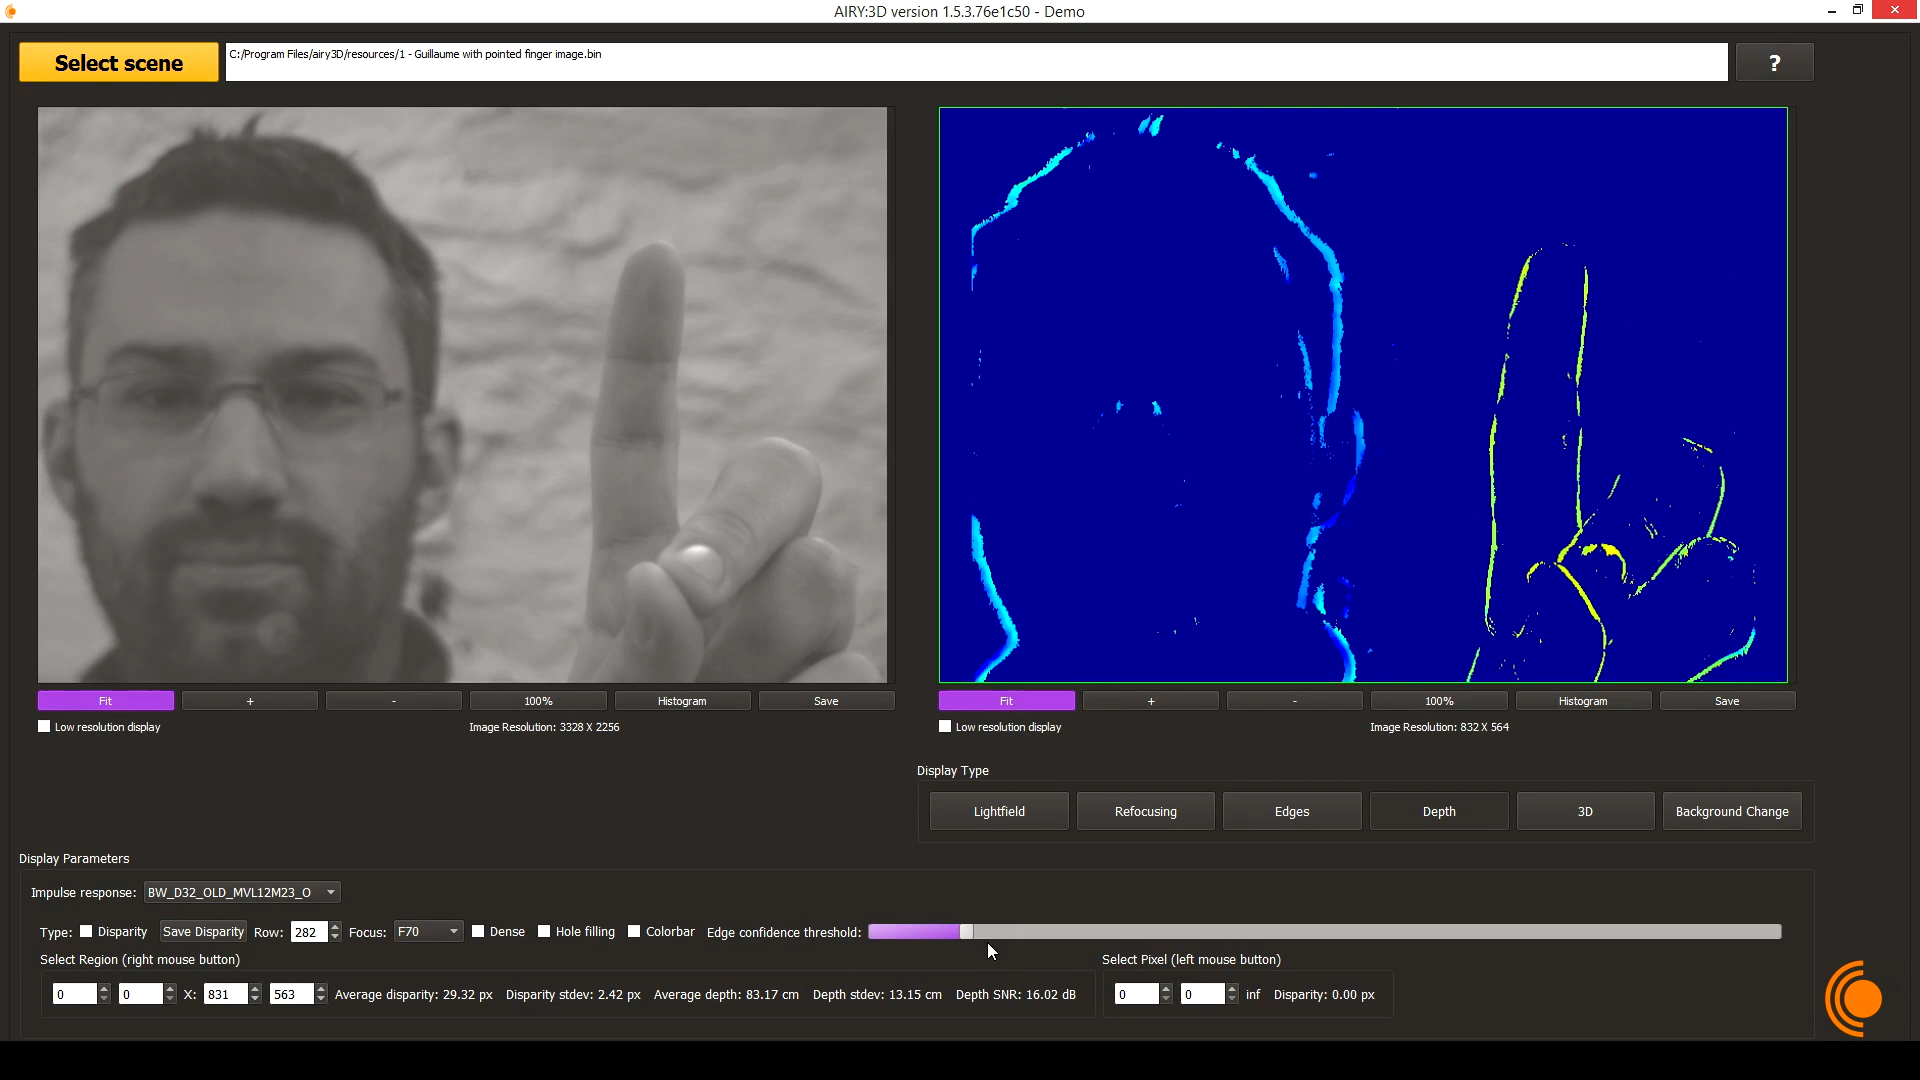 AIRY:3D version 1.5.3.76e1c50 - Demo
Select scene
C:/Program Files/airy3D/resources/1 - Guillaume with pointed finger image.bin
?
Fit + - 100% Histogram Save
Low resolution display Image Resolution: 3328 X 2256
Fit + - 100% Histogram Save
Low resolution display Image Resolution: 832 X 564
Display Type
Lightfield Refocusing Edges Depth 3D Background Change
Display Parameters
Impulse response: BW_D32_OLD_MVL12M23_O
Type: Disparity Save Disparity Row: 282 Focus: F70 Dense Hole filling Colorbar Edge confidence threshold:
Select Region (right mouse button)
0 0 X: 831 563 Average disparity: 29.32 px Disparity stdev: 2.42 px Average depth: 83.17 cm Depth stdev: 13.15 cm Depth SNR: 16.02 dB
Select Pixel (left mouse button)
0 0 inf Disparity: 0.00 px